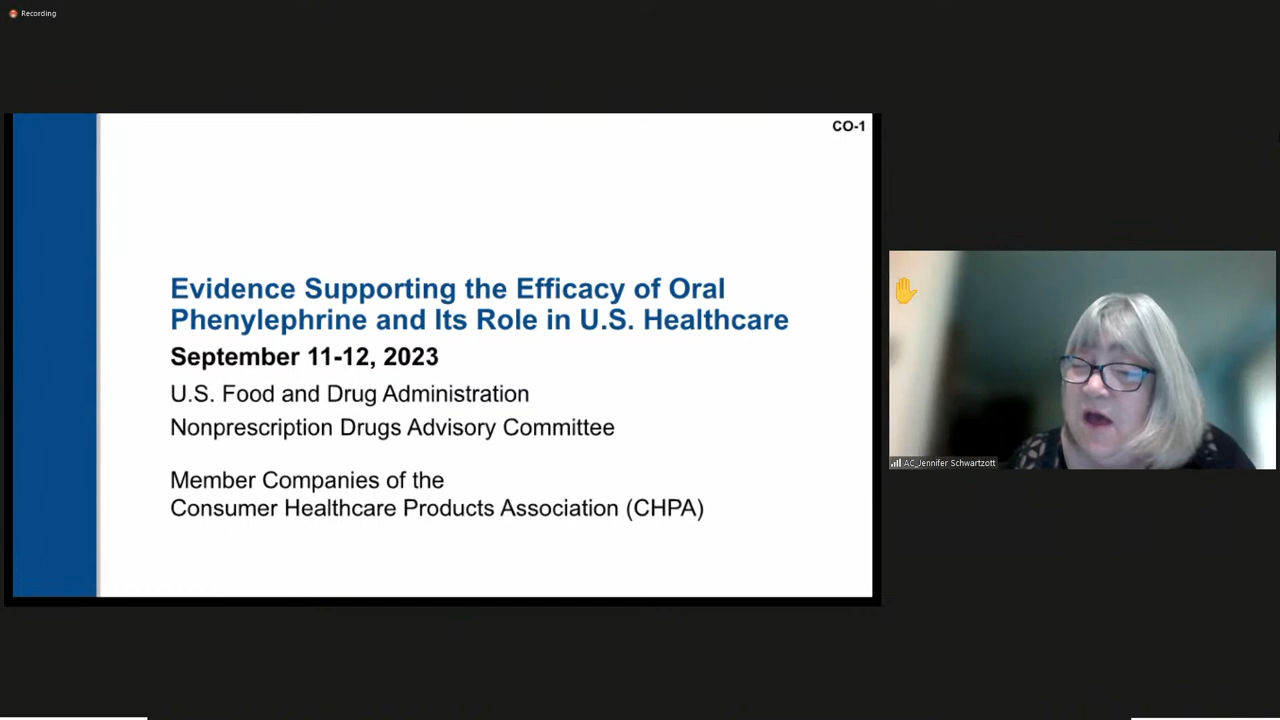 Recording
CO-1
Evidence Supporting the Efficacy of Oral
Phenylephrine and Its Role in U.S. Healthcare
September 11-12, 2023
U.S. Food and Drug Administration
Nonprescription Drugs Advisory Committee
Member Companies of the
Consumer Healthcare Products Association (CHPA)
AC_Jennifer Schwartzott